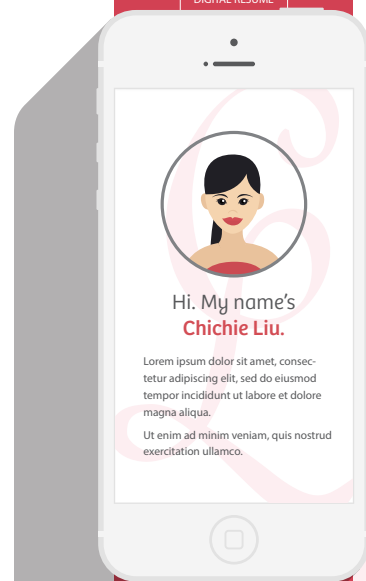 DIGITAL RESUME
Hi. My name's
Chichie Liu.
Lorem ipsum dolor sit amet, consec-
tetur adipiscing elit, sed do eiusmod
tempor incididunt ut labore et dolore
magna aliqua.
Ut enim ad minim veniam, quis nostrud
exercitation ullamco.